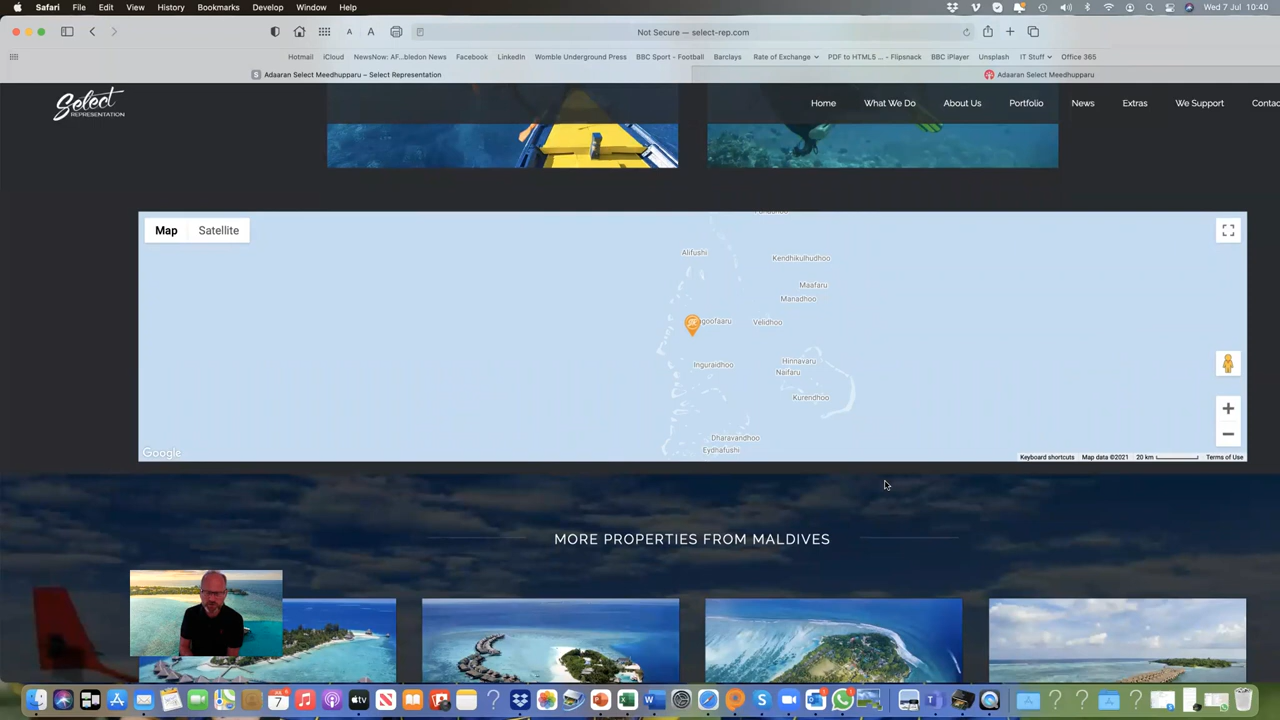 Safari File Edit View History Bookmarks Develop Window Help Wed 7 Jul 10:40
A A Not Secure — select-rep.com
Hotmail iCloud NewsNow: AF...bledon News Facebook LinkedIn Womble Underground Press BBC Sport - Football Barclays Rate of Exchange PDF to HTML5 ... - Flipsnack BBC iPlayer Unsplash IT Stuff Office 365
S Adaaran Select Meedhupparu – Select Representation Adaaran Select Meedhupparu
Select
REPRESENTATION
Home What We Do About Us Portfolio News Extras We Support Contac
Map Satellite
Alifushi
Kendhikulhudhoo
Maafaru
Manadhoo
goofaaru
Velidhoo
Hinnavaru
Inguraidhoo
Naifaru
Kurendhoo
Dharavandhoo
Eydhafushi
Google
Keyboard shortcuts Map data ©2021 20 km Terms of Use
MORE PROPERTIES FROM MALDIVES